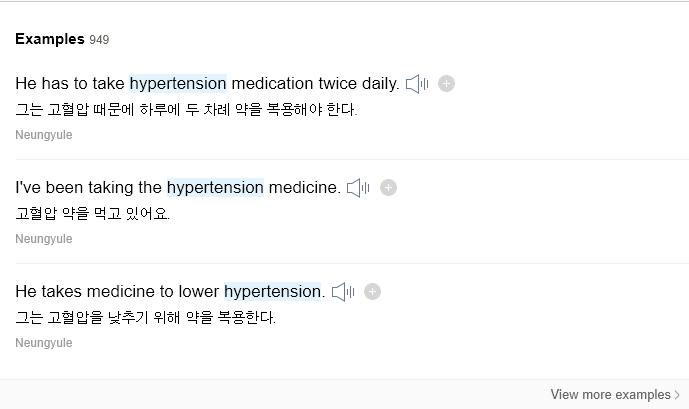 Examples 949
He has to take hypertension medication twice daily.
그는 고혈압 때문에 하루에 두 차례 약을 복용해야 한다.
Neungyule
I've been taking the hypertension medicine.
고혈압 약을 먹고 있어요.
Neungyule
He takes medicine to lower hypertension.
그는 고혈압을 낮추기 위해 약을 복용한다.
Neungyule
View more examples